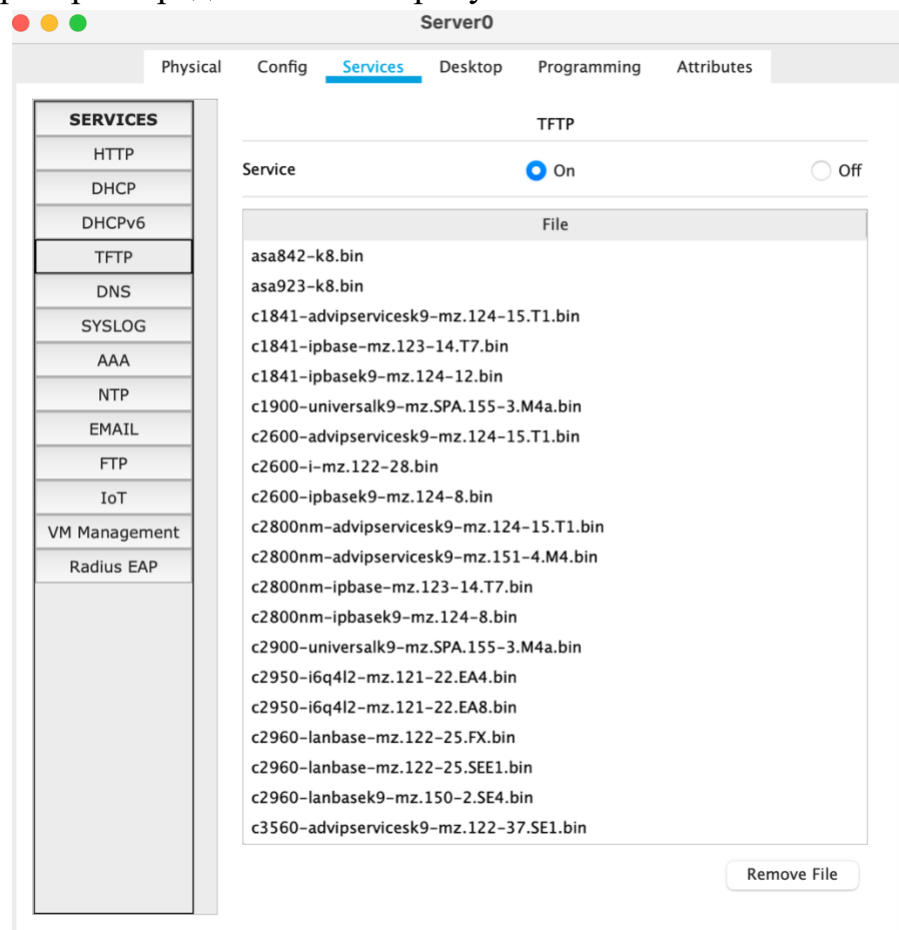 Server0
Physical Config Services Desktop Programming Attributes
SERVICES
HTTP
DHCP
DHCPv6
TFTP
DNS
SYSLOG
AAA
NTP
EMAIL
FTP
IoT
VM Management
Radius EAP
TFTP
Service On Off
File
asa842-k8.bin
asa923-k8.bin
c1841-advipservicesk9-mz.124-15.T1.bin
c1841-ipbase-mz.123-14.T7.bin
c1841-ipbasek9-mz.124-12.bin
c1900-universalk9-mz.SPA.155-3.M4a.bin
c2600-advipservicesk9-mz.124-15.T1.bin
c2600-i-mz.122-28.bin
c2600-ipbasek9-mz.124-8.bin
c2800nm-advipservicesk9-mz.124-15.T1.bin
c2800nm-advipservicesk9-mz.151-4.M4.bin
c2800nm-ipbase-mz.123-14.T7.bin
c2800nm-ipbasek9-mz.124-8.bin
c2900-universalk9-mz.SPA.155-3.M4a.bin
c2950-i6q4l2-mz.121-22.EA4.bin
c2950-i6q4l2-mz.121-22.EA8.bin
c2960-lanbase-mz.122-25.FX.bin
c2960-lanbase-mz.122-25.SEE1.bin
c2960-lanbasek9-mz.150-2.SE4.bin
c3560-advipservicesk9-mz.122-37.SE1.bin
Remove File